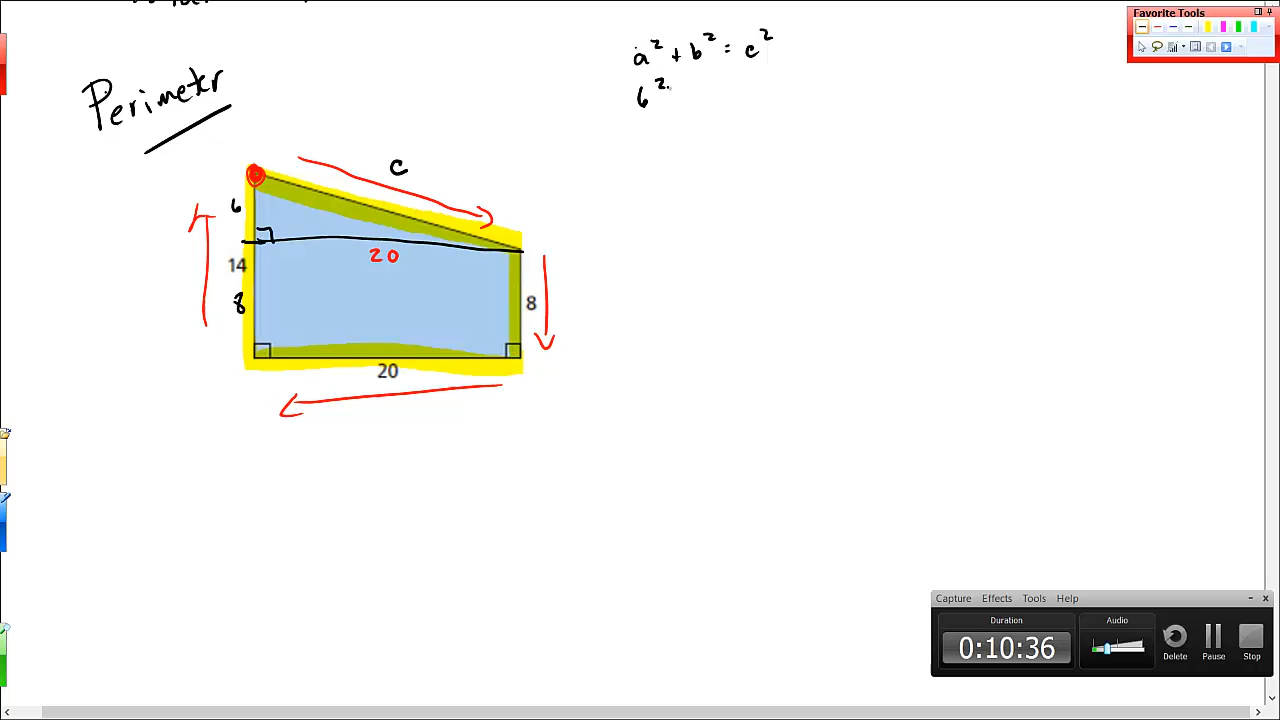 Favorite Tools
a² + b² = c²
6²
Perimeter
c
6
20
14
8
8
20
Capture Effects Tools Help
Duration
Audio
0:10:36
Delete
Pause
Stop